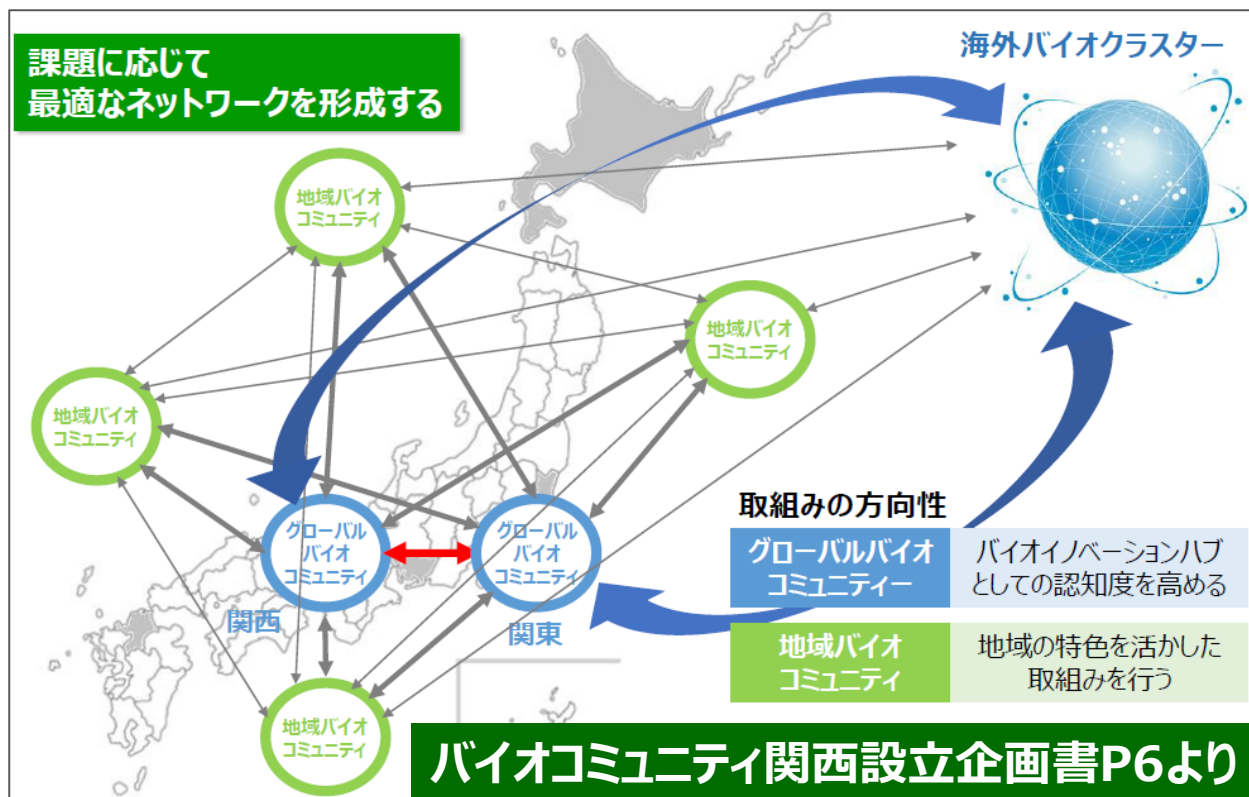 課題に応じて
最適なネットワークを形成する
海外バイオクラスター
地域バイオ
コミュニティ
地域バイオ
コミュニティ
地域バイオ
コミュニティ
グローバル
バイオ
コミュニティ
関西
グローバル
バイオ
コミュニティ
関東
地域バイオ
コミュニティ
取組みの方向性
グローバルバイオ
コミュニティー
バイオイノベーションハブ
としての認知度を高める
地域バイオ
コミュニティ
地域の特色を活かした
取組みを行う
バイオコミュニティ関西設立企画書P6より